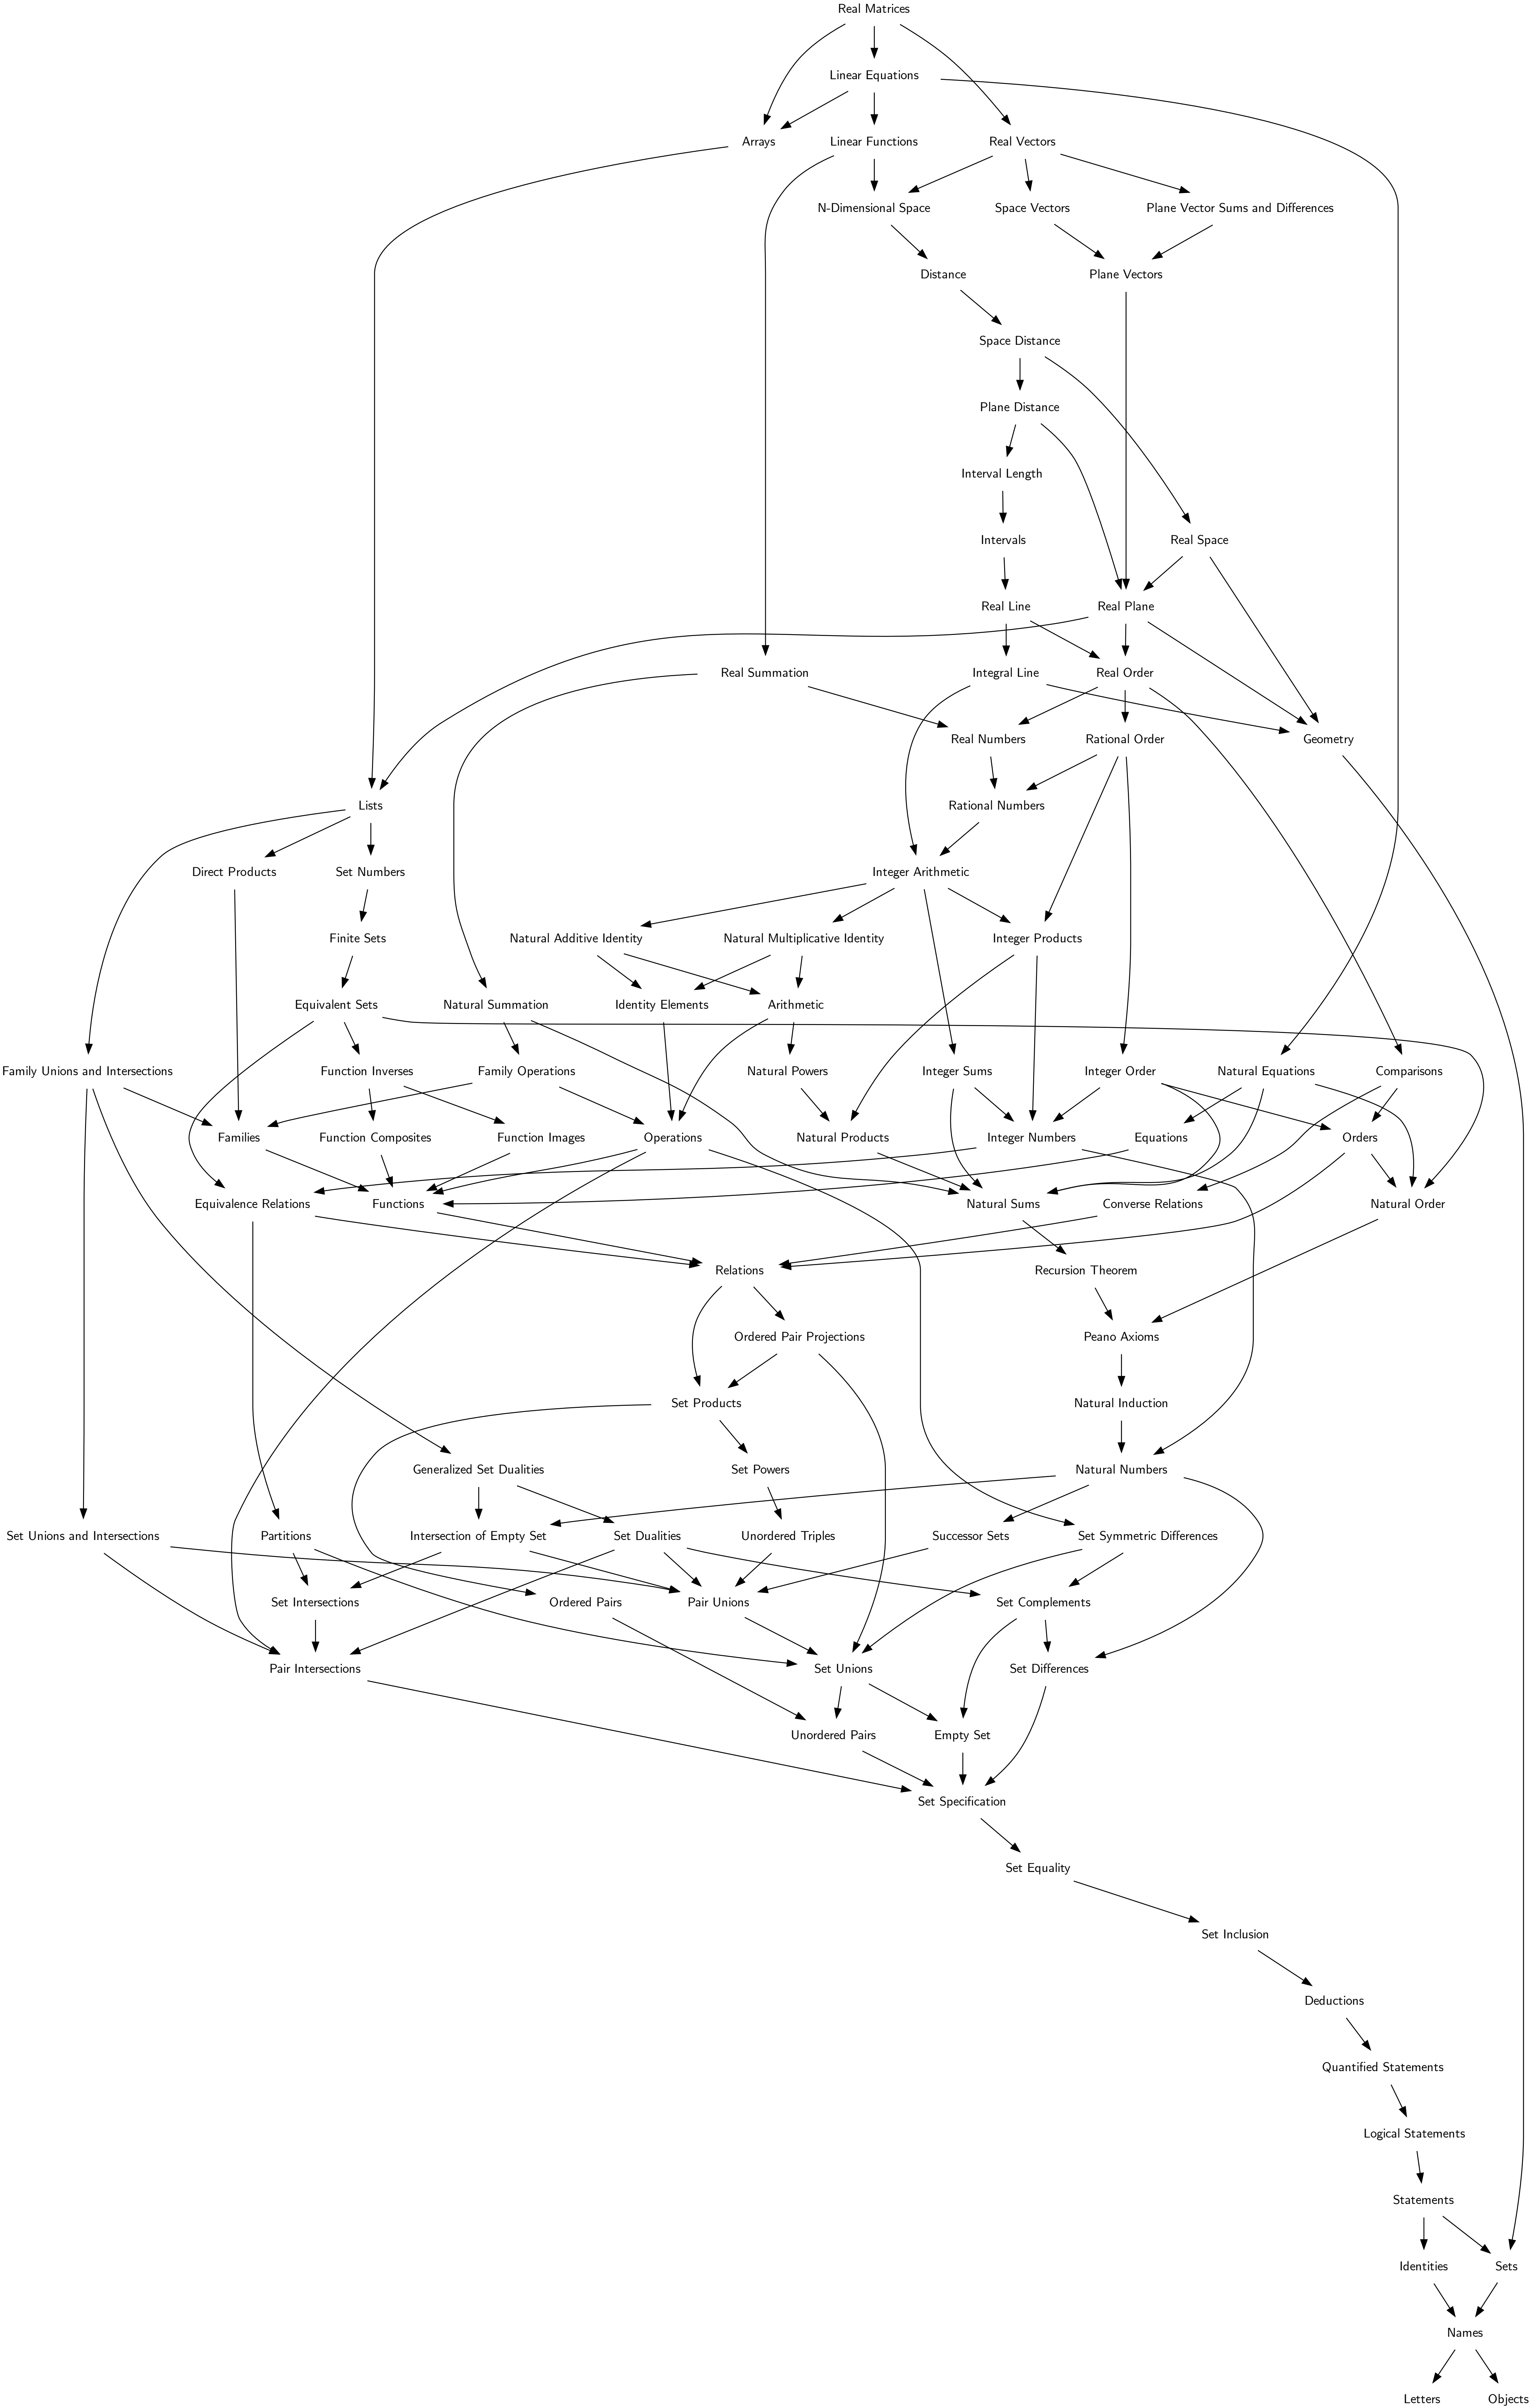 Real Matrices
Linear Equations
Arrays
Linear Functions
Real Vectors
N-Dimensional Space
Space Vectors
Plane Vector Sums and Differences
Distance
Plane Vectors
Space Distance
Plane Distance
Interval Length
Intervals
Real Space
Real Line
Real Plane
Real Summation
Integral Line
Real Order
Real Numbers
Rational Order
Geometry
Lists
Rational Numbers
Direct Products
Set Numbers
Integer Arithmetic
Finite Sets
Natural Additive Identity
Natural Multiplicative Identity
Integer Products
Equivalent Sets
Natural Summation
Identity Elements
Arithmetic
Family Unions and Intersections
Function Inverses
Family Operations
Natural Powers
Integer Sums
Integer Order
Natural Equations
Comparisons
Families
Function Composites
Function Images
Operations
Natural Products
Integer Numbers
Equations
Orders
Equivalence Relations
Functions
Natural Sums
Converse Relations
Natural Order
Relations
Recursion Theorem
Ordered Pair Projections
Peano Axioms
Set Products
Natural Induction
Generalized Set Dualities
Set Powers
Natural Numbers
Set Unions and Intersections
Partitions
Intersection of Empty Set
Set Dualities
Unordered Triples
Successor Sets
Set Symmetric Differences
Set Intersections
Ordered Pairs
Pair Unions
Set Complements
Pair Intersections
Set Unions
Set Differences
Unordered Pairs
Empty Set
Set Specification
Set Equality
Set Inclusion
Deductions
Quantified Statements
Logical Statements
Statements
Identities
Sets
Names
Letters
Objects